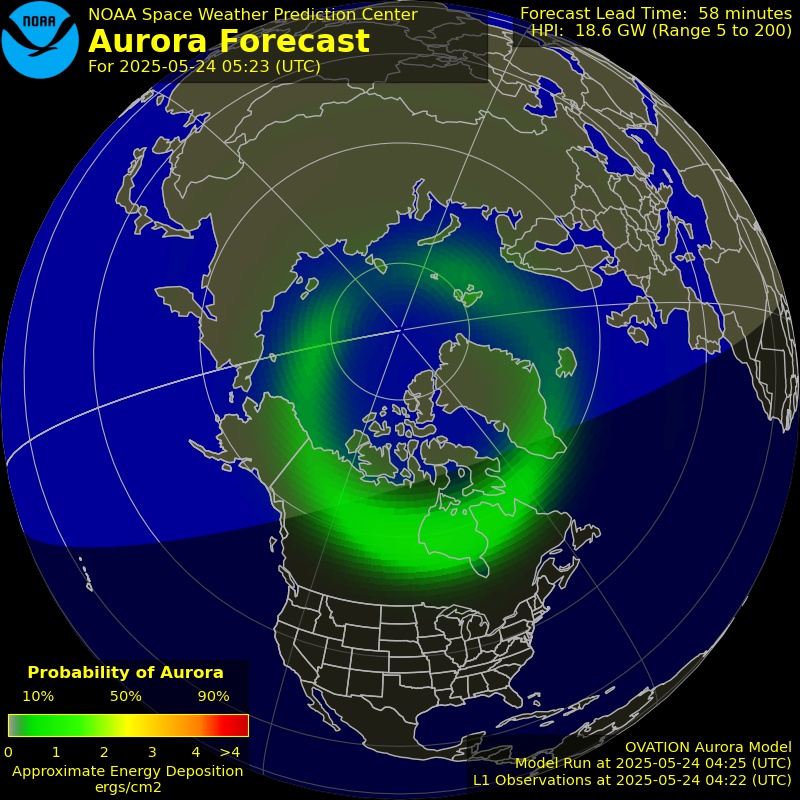 NOAA
NOAA Space Weather Prediction Center
Aurora Forecast
For 2025-05-24 05:23 (UTC)
Forecast Lead Time: 58 minutes
HPI: 18.6 GW (Range 5 to 200)
Probability of Aurora
10% 50% 90%
0 1 2 3 4 >4
Approximate Energy Deposition
ergs/cm2
OVATION Aurora Model
Model Run at 2025-05-24 04:25 (UTC)
L1 Observations at 2025-05-24 04:22 (UTC)